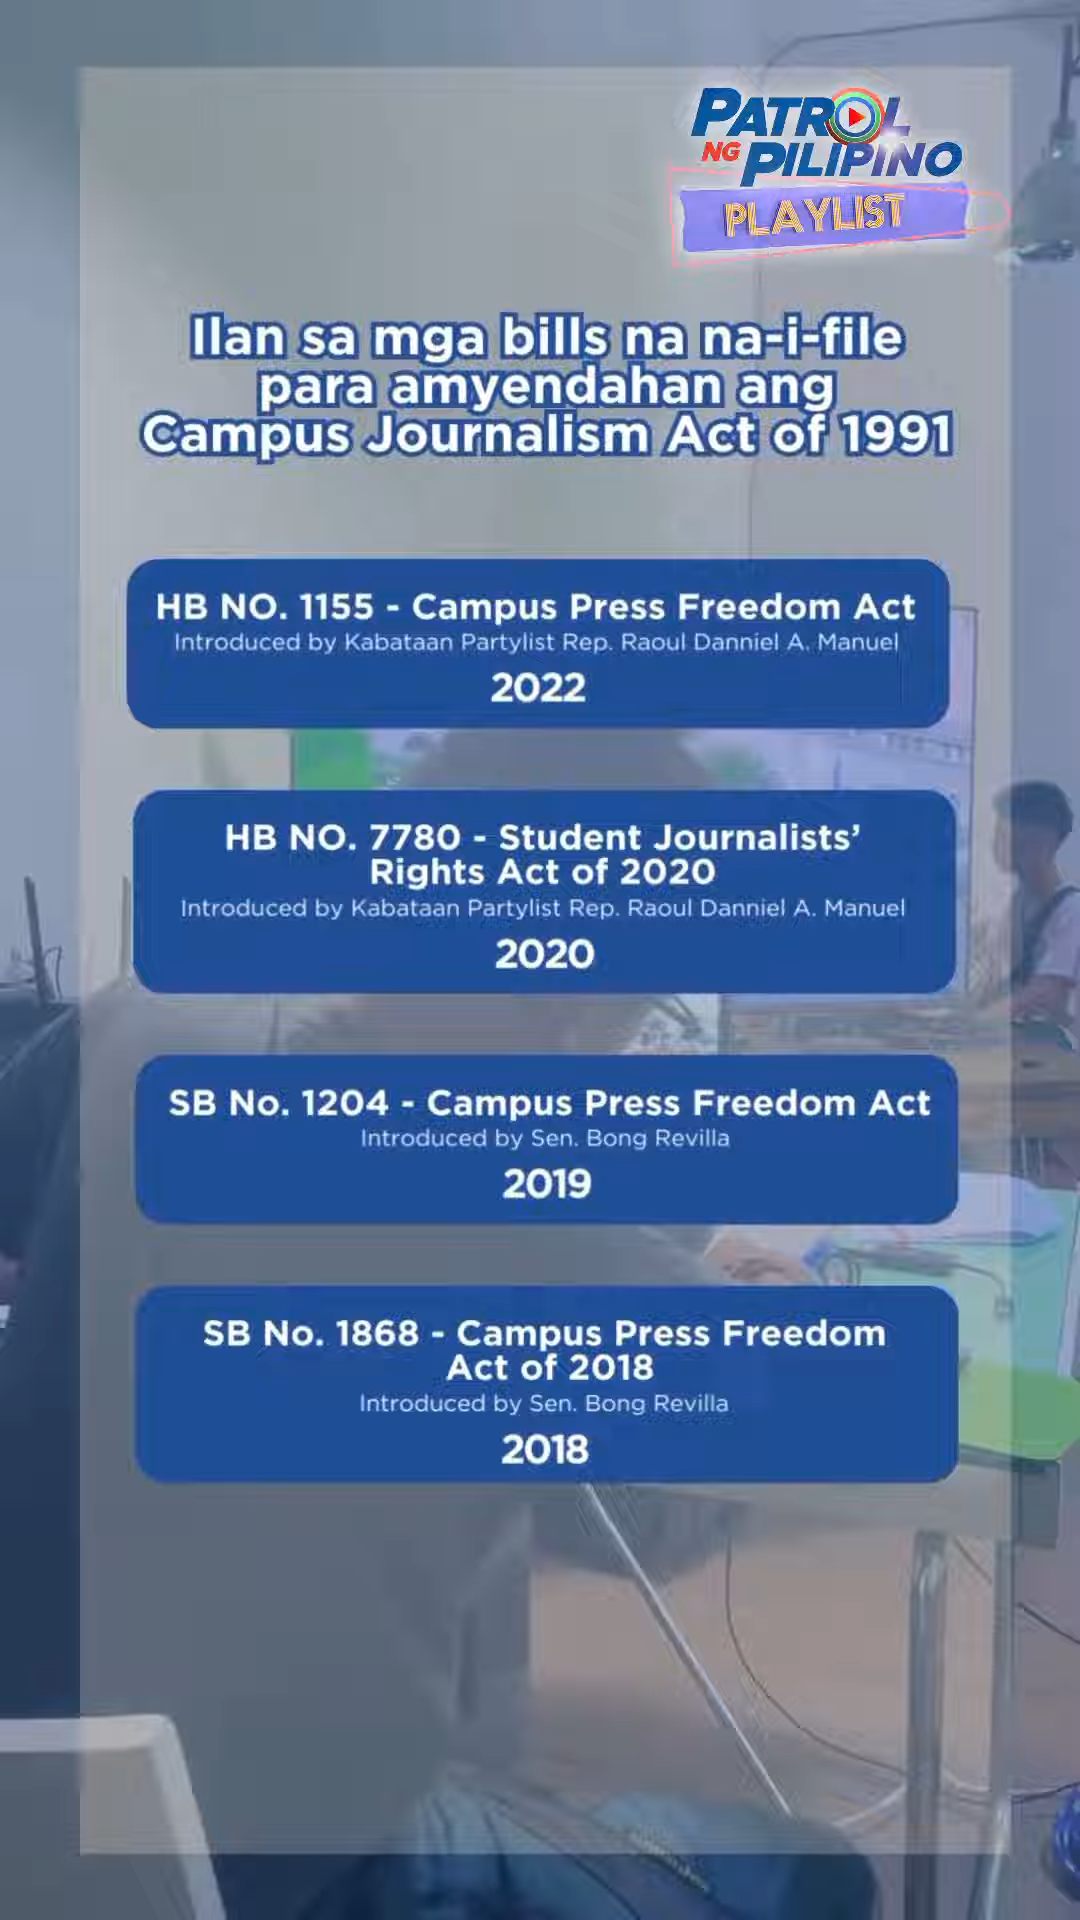 PATROL
NG PILIPINO
PLAYLIST
Ilan sa mga bills na na-i-file
para amyendahan ang
Campus Journalism Act of 1991
HB NO. 1155 - Campus Press Freedom Act
Introduced by Kabataan Partylist Rep. Raoul Danniel A. Manuel
2022
HB NO. 7780 - Student Journalists’
Rights Act of 2020
Introduced by Kabataan Partylist Rep. Raoul Danniel A. Manuel
2020
SB No. 1204 - Campus Press Freedom Act
Introduced by Sen. Bong Revilla
2019
SB No. 1868 - Campus Press Freedom
Act of 2018
Introduced by Sen. Bong Revilla
2018